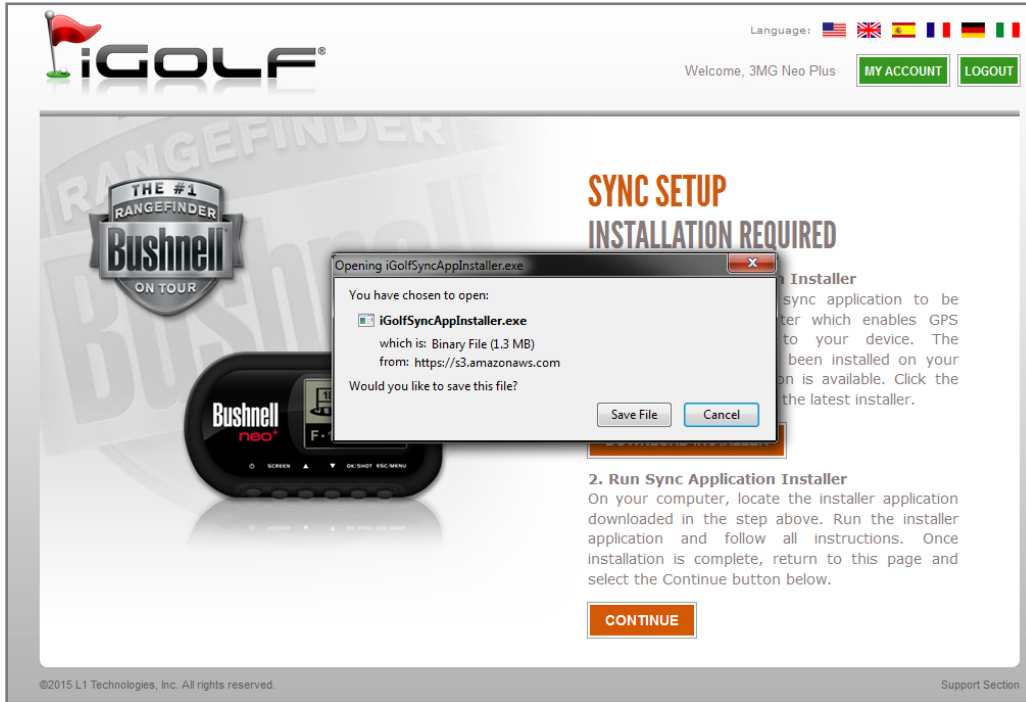 Language:
iGOLF®
Welcome, 3MG Neo Plus MY ACCOUNT LOGOUT
RANGEFINDER
THE #1
RANGEFINDER
Bushnell
ON TOUR
SYNC SETUP
INSTALLATION REQUIRED
Opening iGolfSyncAppInstaller.exe
You have chosen to open:
iGolfSyncAppInstaller.exe
which is: Binary File (1.3 MB)
from: https://s3.amazonaws.com
Would you like to save this file?
Save File Cancel
Installer
sync application to be
which enables GPS
to your device. The
been installed on your
is available. Click the
the latest installer.
DOWNLOAD INSTALLER
Bushnell
neo+
SCREEN ▲ ▼ OK/SHOT ESC/MENU
2. Run Sync Application Installer
On your computer, locate the installer application
downloaded in the step above. Run the installer
application and follow all instructions. Once
installation is complete, return to this page and
select the Continue button below.
CONTINUE
©2015 L1 Technologies, Inc. All rights reserved.
Support Section